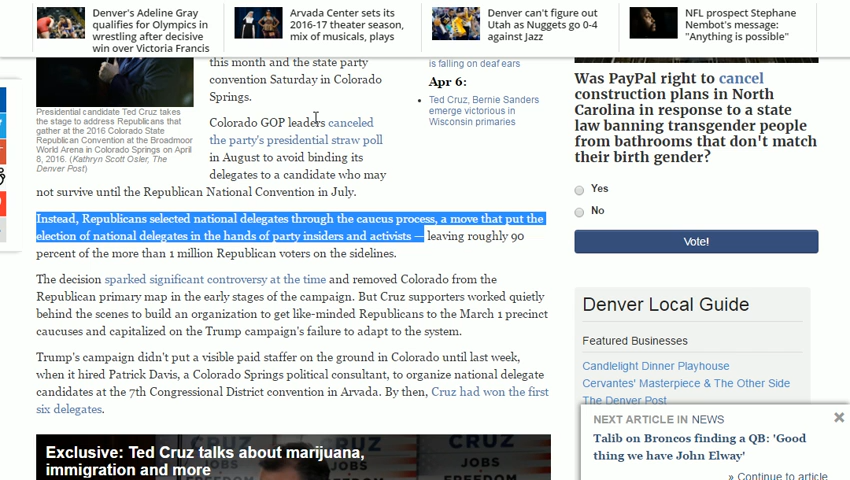 Denver's Adeline Gray
qualifies for Olympics in
wrestling after decisive
win over Victoria Francis
Arvada Center sets its
2016-17 theater season,
mix of musicals, plays
Denver can't figure out
Utah as Nuggets go 0-4
against Jazz
NFL prospect Stephane
Nembot's message:
"Anything is possible"
Presidential candidate Ted Cruz takes
the stage to address Republicans that
gather at the 2016 Colorado State
Republican Convention at the Broadmoor
World Arena in Colorado Springs on April
8, 2016. (Kathryn Scott Osler, The
Denver Post)
this month and the state party
convention Saturday in Colorado
Springs.
Colorado GOP leaders canceled
the party's presidential straw poll
in August to avoid binding its
delegates to a candidate who may
not survive until the Republican National Convention in July.
Instead, Republicans selected national delegates through the caucus process, a move that put the
election of national delegates in the hands of party insiders and activists — leaving roughly 90
percent of the more than 1 million Republican voters on the sidelines.
The decision sparked significant controversy at the time and removed Colorado from the
Republican primary map in the early stages of the campaign. But Cruz supporters worked quietly
behind the scenes to build an organization to get like-minded Republicans to the March 1 precinct
caucuses and capitalized on the Trump campaign's failure to adapt to the system.
Trump's campaign didn't put a visible paid staffer on the ground in Colorado until last week,
when it hired Patrick Davis, a Colorado Springs political consultant, to organize national delegate
candidates at the 7th Congressional District convention in Arvada. By then, Cruz had won the first
six delegates.
Exclusive: Ted Cruz talks about marijuana,
immigration and more
CRUZ
JOBS
FREEDOM
is falling on deaf ears
Apr 6:
Ted Cruz, Bernie Sanders
emerge victorious in
Wisconsin primaries
Was PayPal right to cancel
construction plans in North
Carolina in response to a state
law banning transgender people
from bathrooms that don't match
their birth gender?
Yes
No
Vote!
Denver Local Guide
Featured Businesses
Candlelight Dinner Playhouse
Cervantes' Masterpiece & The Other Side
The Denver Post
NEXT ARTICLE IN NEWS
Talib on Broncos finding a QB: 'Good
thing we have John Elway'
» Continue to article